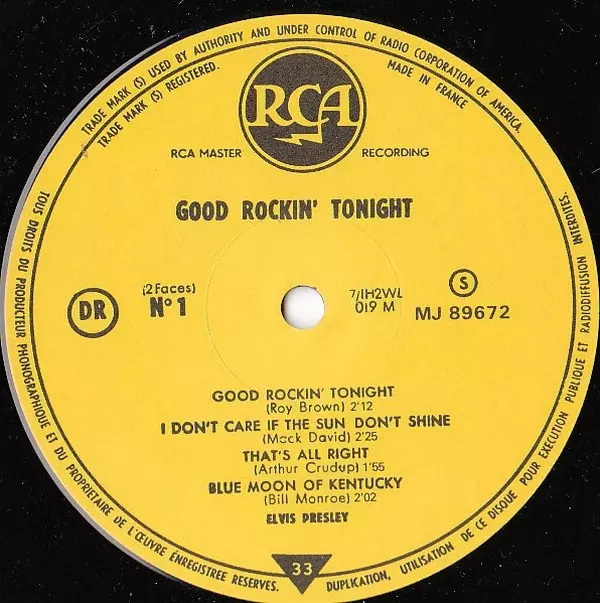 TRADE MARK (S) USED BY AUTHORITY AND UNDER CONTROL OF RADIO CORPORATION OF AMERICA.
TRADE MARK (S) REGISTERED.
MADE IN FRANCE
RCA
RCA MASTER RECORDING
GOOD ROCKIN' TONIGHT
DR
(2 Faces)
N° 1
7/IH2WL
019 M
S
MJ 89672
GOOD ROCKIN' TONIGHT
(Roy Brown) 2'12
I DON'T CARE IF THE SUN DON'T SHINE
(Mack David) 2'25
THAT'S ALL RIGHT
(Arthur Crudup) 1'55
BLUE MOON OF KENTUCKY
(Bill Monroe) 2'02
ELVIS PRESLEY
33
TOUS DROITS DU PRODUCTEUR PHONOGRAPHIQUE ET DU PROPRIETAIRE DE L'ŒUVRE ENREGISTREE RESERVES. DUPLICATION, UTILISATION DE CE DISQUE POUR EXECUTION PUBLIQUE ET RADIODIFFUSION INTERDITES.